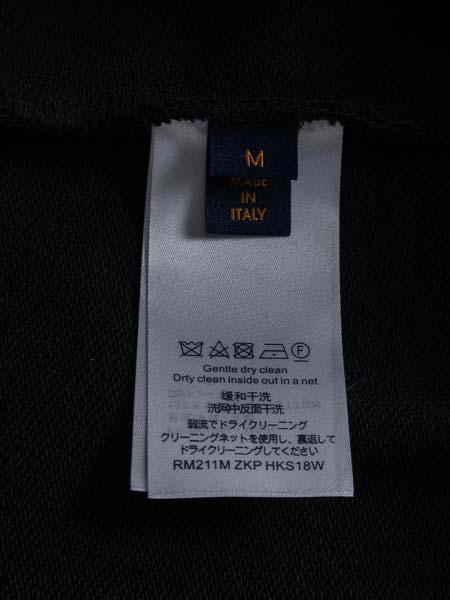 M
MADE
IN
ITALY
Gentle dry clean
Drty clean inside out in a net
缓和干洗
洗网中反面干洗
弱流でドライクリーニング
クリーニングネットを使用し、裏返して
ドライクリーニングしてください
RM211M ZKP HKS18W